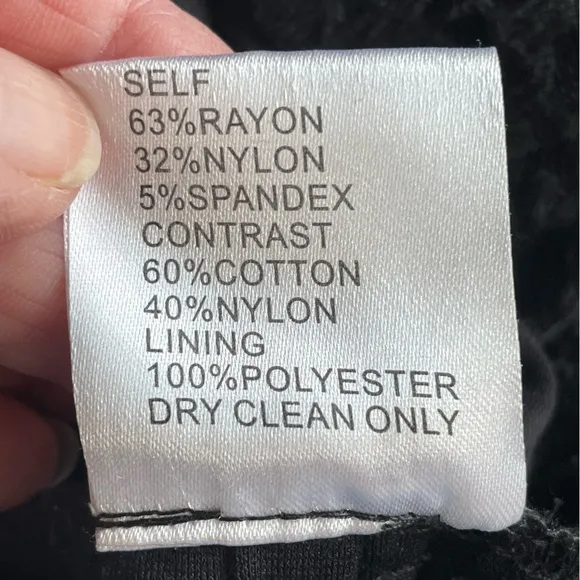 SELF
63%RAYON
32%NYLON
5%SPANDEX
CONTRAST
60%COTTON
40%NYLON
LINING
100%POLYESTER
DRY CLEAN ONLY